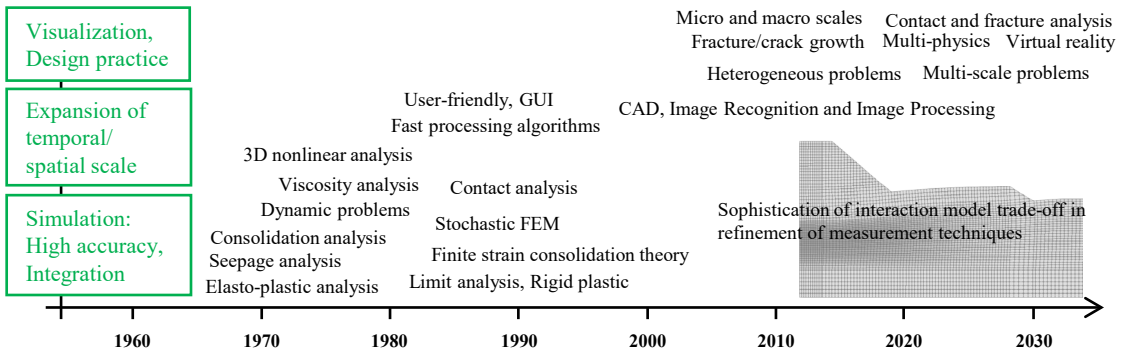 Visualization,
Design practice
Expansion of
temporal/
spatial scale
Simulation:
High accuracy,
Integration
Micro and macro scales
Contact and fracture analysis
Fracture/crack growth
Multi-physics
Virtual reality
Heterogeneous problems
Multi-scale problems
User-friendly, GUI
CAD, Image Recognition and Image Processing
Fast processing algorithms
3D nonlinear analysis
Viscosity analysis
Contact analysis
Dynamic problems
Stochastic FEM
Sophistication of interaction model trade-off in
refinement of measurement techniques
Consolidation analysis
Seepage analysis
Finite strain consolidation theory
Elasto-plastic analysis
Limit analysis, Rigid plastic
1960 1970 1980 1990 2000 2010 2020 2030